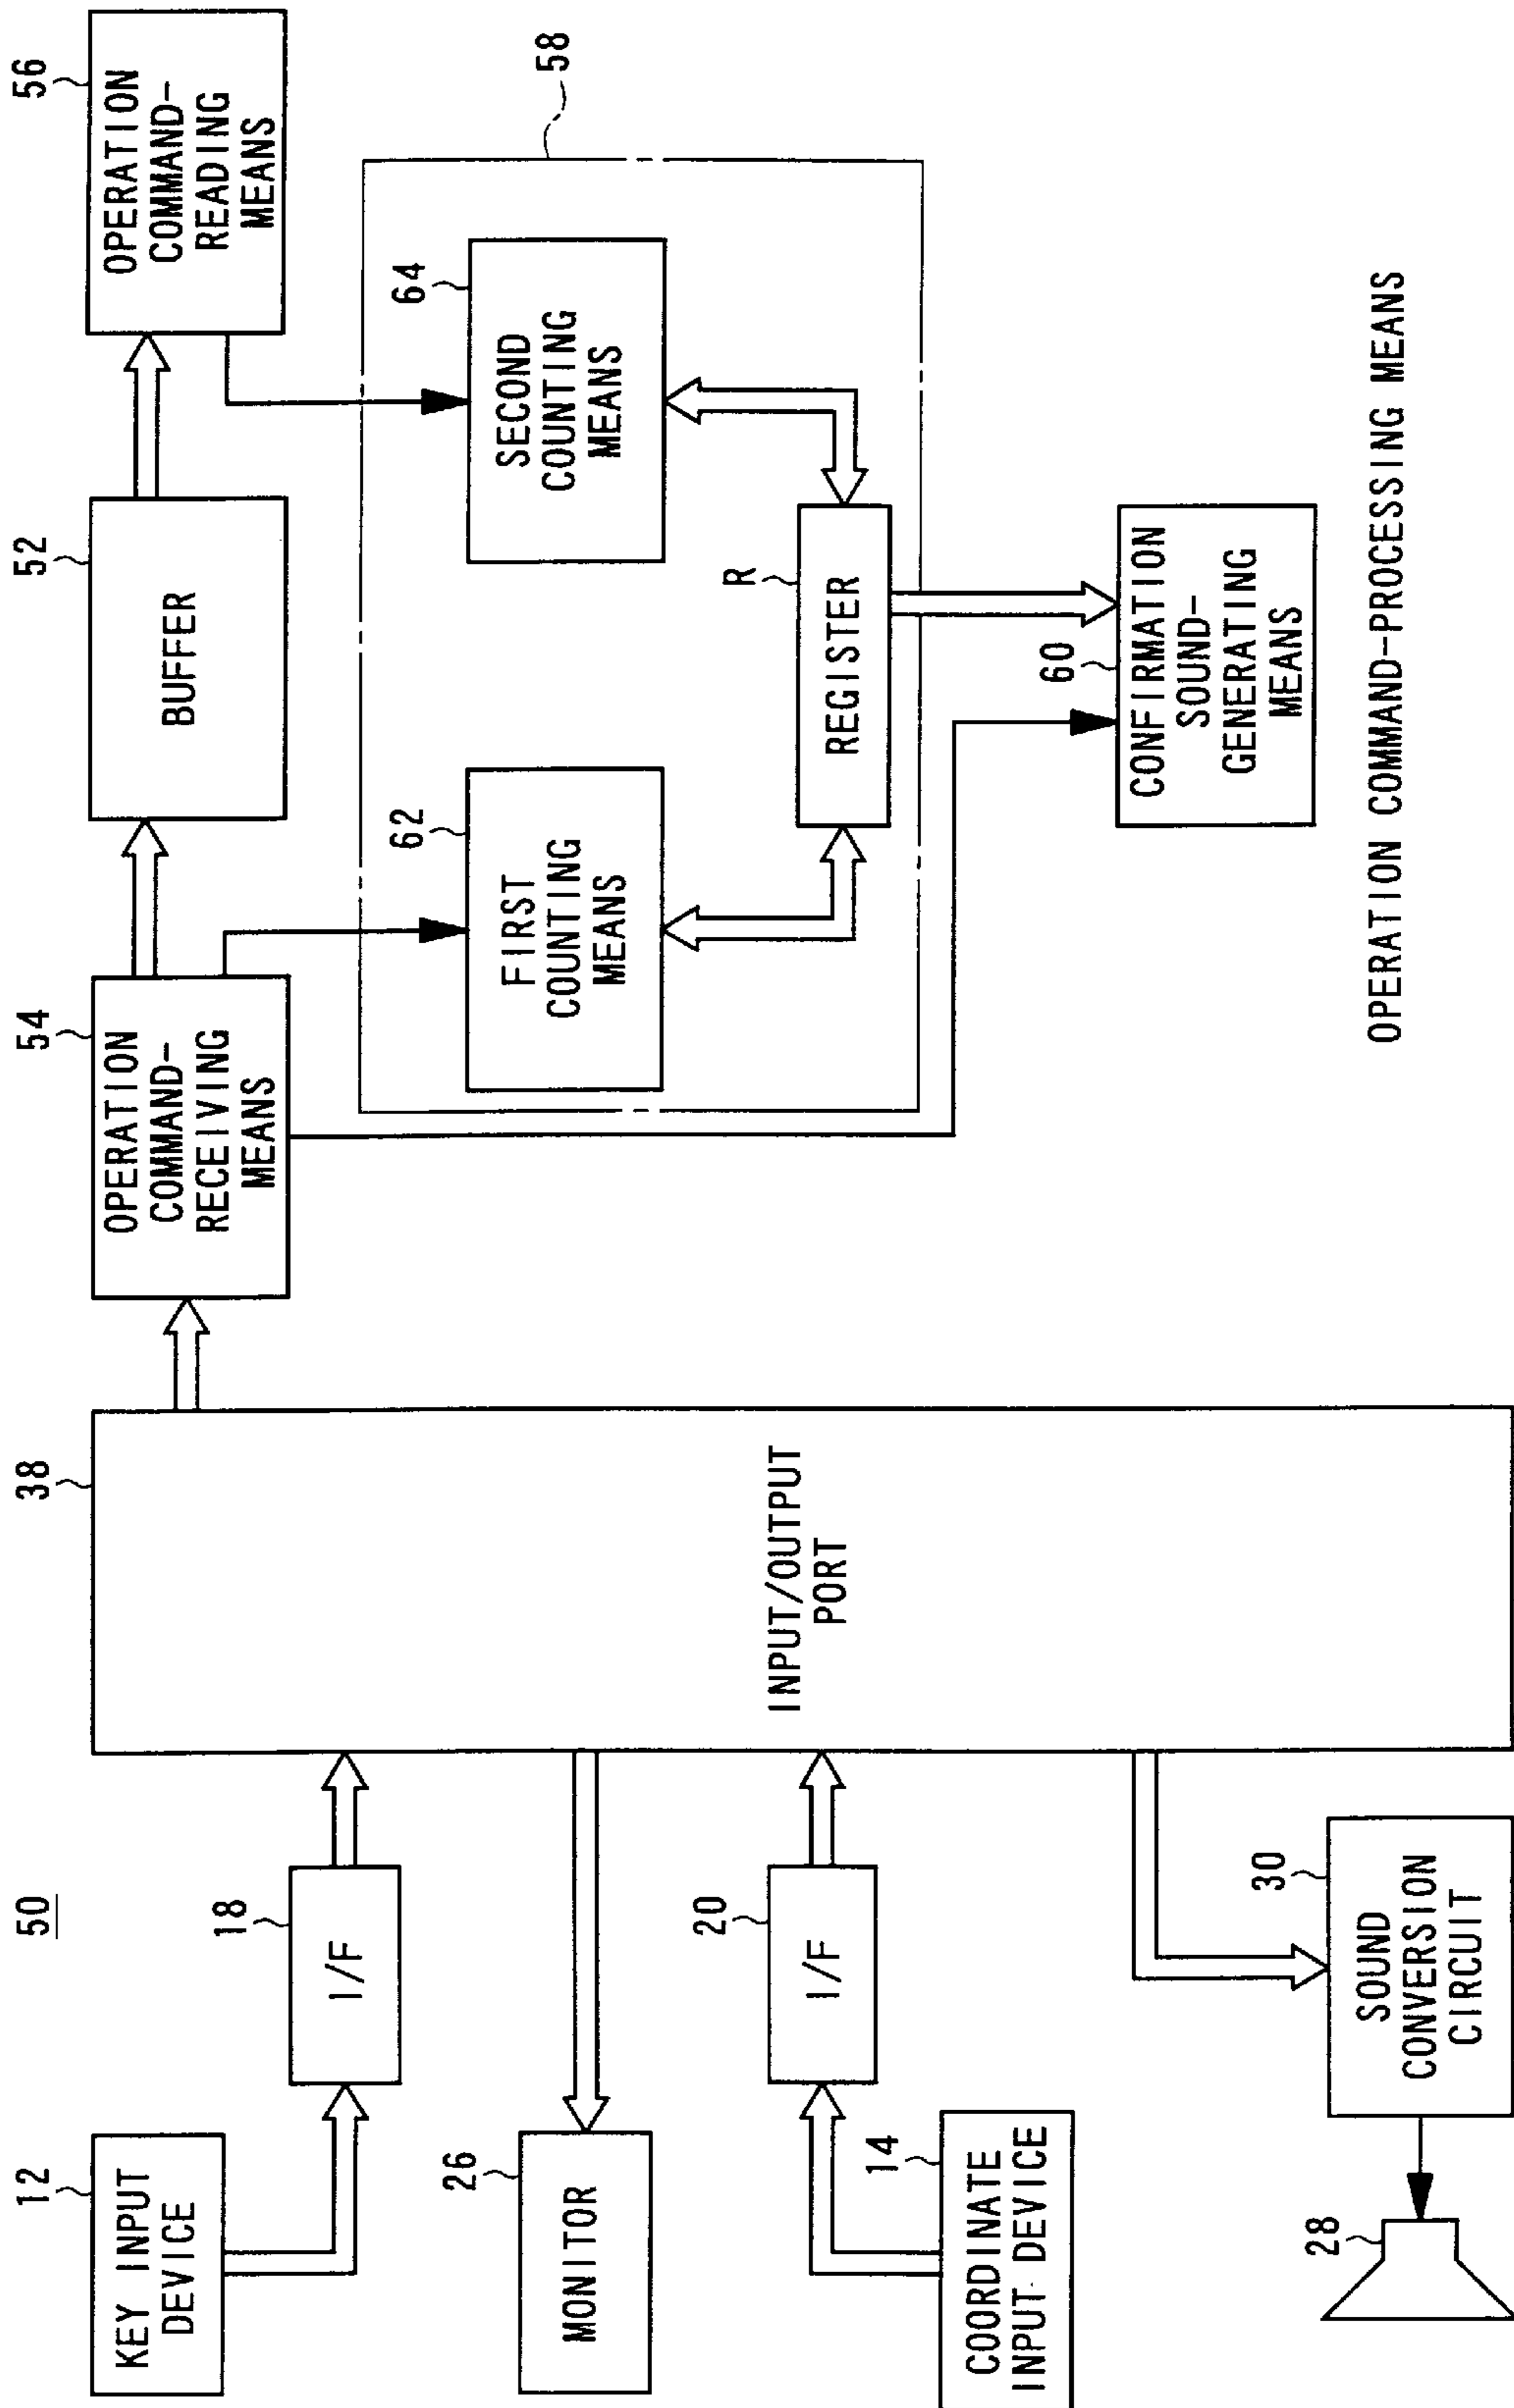 50
12
KEY INPUT
DEVICE
18
I/F
26
MONITOR
20
I/F
14
COORDINATE
INPUT DEVICE
30
SOUND
CONVERSION
CIRCUIT
28
38
INPUT/OUTPUT
PORT
54
OPERATION
COMMAND-
RECEIVING
MEANS
52
BUFFER
56
OPERATION
COMMAND-
READING
MEANS
58
62
FIRST
COUNTING
MEANS
64
SECOND
COUNTING
MEANS
R
REGISTER
60
CONFIRMATION
SOUND-
GENERATING
MEANS
OPERATION COMMAND-PROCESSING MEANS